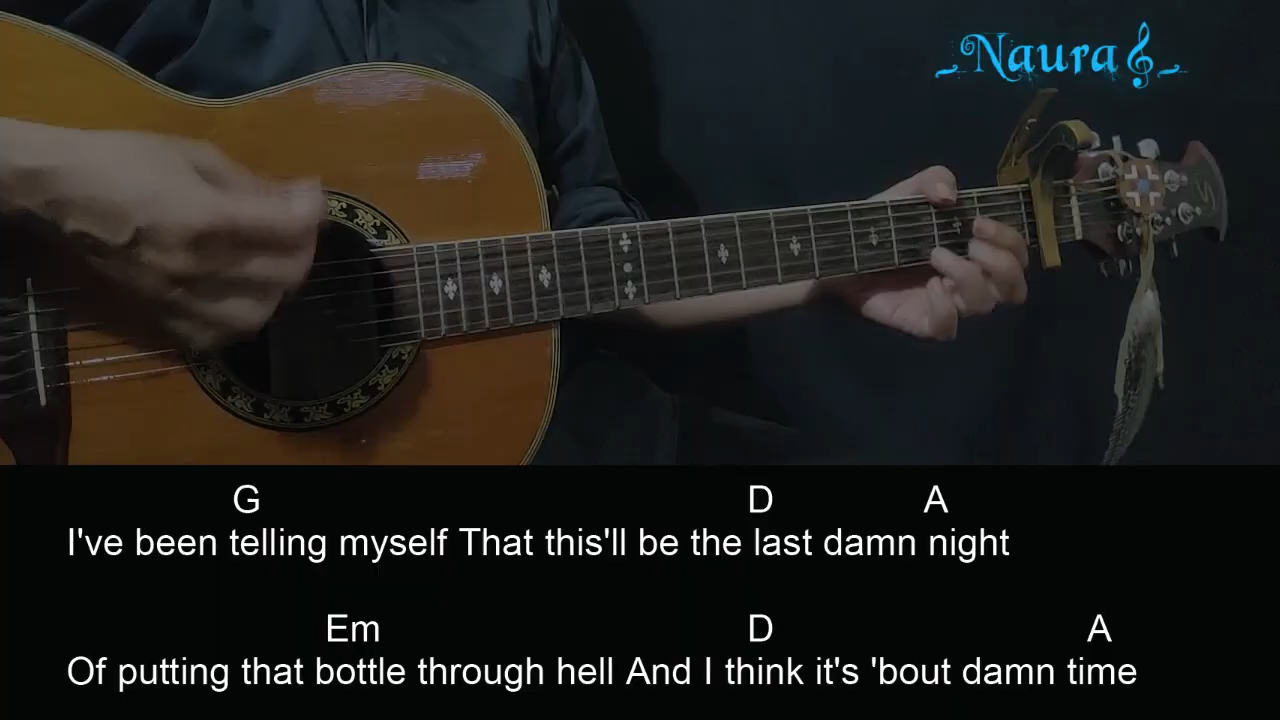 Naura
G D A
I've been telling myself That this'll be the last damn night
Em D A
Of putting that bottle through hell And I think it's 'bout damn time